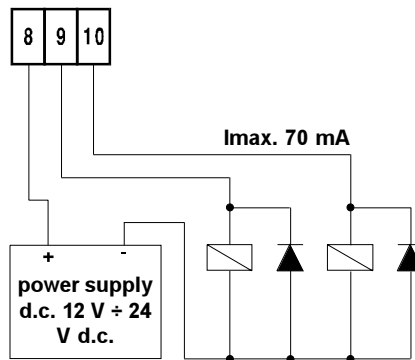 8 9 10
Imax. 70 mA
+ -
power supply
d.c. 12 V ÷ 24
V d.c.